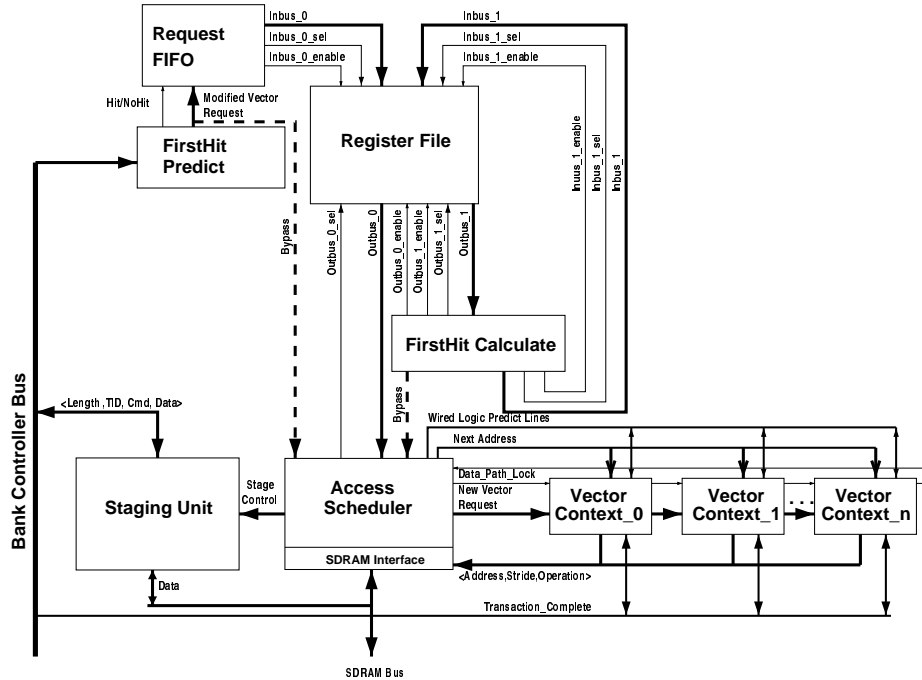 Inbus_0
Inbus_1
Request
FIFO
Inbus_0_sel
Inbus_1_sel
Inbus_0_enable
Inbus_1_enable
Hit/NoHit
Modified Vector
Request
FirstHit
Predict
Register File
Inuus_1_enable
Inbus_1_sel
Inbus_1
Bypass
Outbus_0_sel
Outbus_0
Outbus_0_enable
Outbus_1_enable
Outbus_1_sel
Outbus_1
FirstHit Calculate
Bypass
Bank Controller Bus
<Length ,TID, Cmd, Data>
Wired Logic Predict Lines
Next Address
Staging Unit
Stage
Control
Access
Scheduler
SDRAM Interface
Data_Path_Lock
New Vector
Request
Vector
Context_0
Vector
Context_1
. . .
Vector
Context_n
<Address,Stride,Operation>
Data
Transaction_Complete
SDRAM Bus